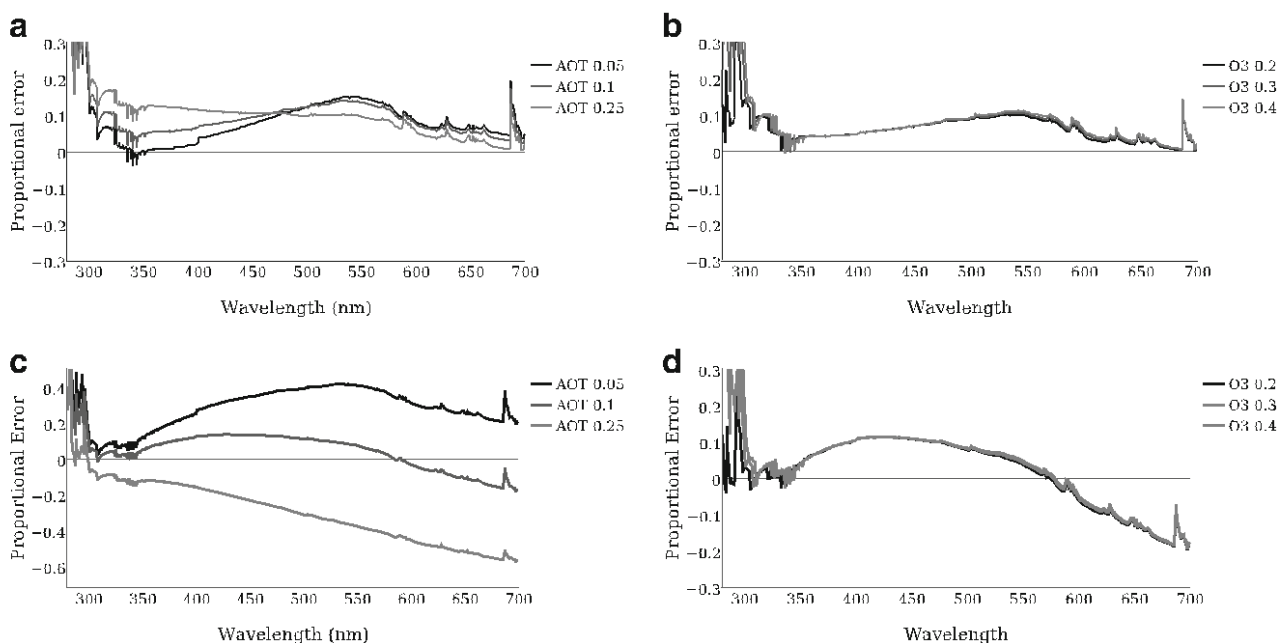 a
Proportional error
0.3
0.2
0.1
0
−0.1
−0.2
−0.3
300 350 400 450 500 550 600 650 700
Wavelength (nm)
AOT 0.05
AOT 0.1
AOT 0.25
b
Proportional error
0.3
0.2
0.1
0
−0.1
−0.2
−0.3
300 350 400 450 500 550 600 650 700
Wavelength
O3 0.2
O3 0.3
O3 0.4
c
Proportional Error
0.4
0.2
0
−0.2
−0.4
−0.6
300 350 400 450 500 550 600 650 700
Wavelength (nm)
AOT 0.05
AOT 0.1
AOT 0.25
d
Proportional Error
0.3
0.2
0.1
0
−0.1
−0.2
−0.3
300 350 400 450 500 550 600 650 700
Wavelength
O3 0.2
O3 0.3
O3 0.4